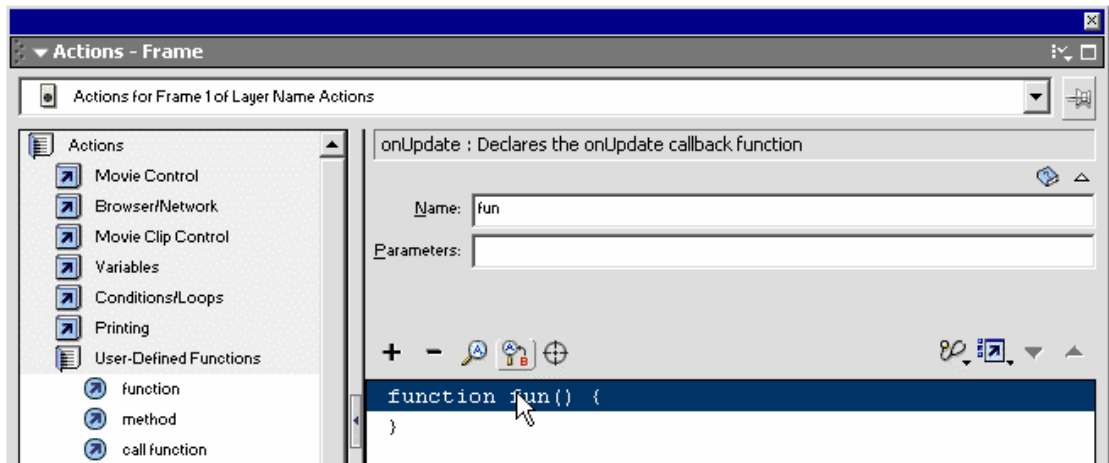 Actions - Frame
Actions for Frame 1 of Layer Name Actions
Actions
Movie Control
Browser/Network
Movie Clip Control
Variables
Conditions/Loops
Printing
User-Defined Functions
function
method
call function
onUpdate : Declares the onUpdate callback function
Name: fun
Parameters:
function fun() {
}